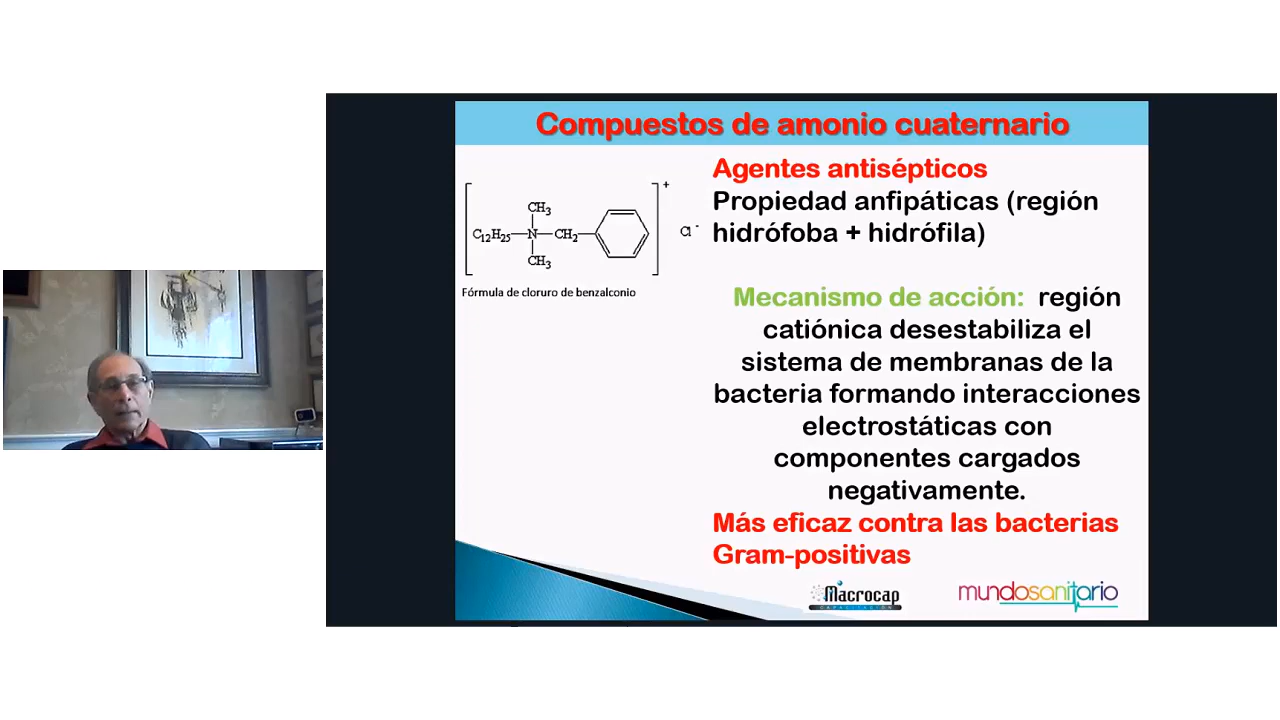 Compuestos de amonio cuaternario
Agentes antisépticos
Propiedad anfipáticas (región
hidrófoba + hidrófila)
+
CH3
C12H25 N CH2
CH3
Cl -
Fórmula de cloruro de benzalconio
Mecanismo de acción: región
catiónica desestabiliza el
sistema de membranas de la
bacteria formando interacciones
electrostáticas con
componentes cargados
negativamente.
Más eficaz contra las bacterias
Gram-positivas
Macrocap
CAPACITACIÓN
mundosanitario